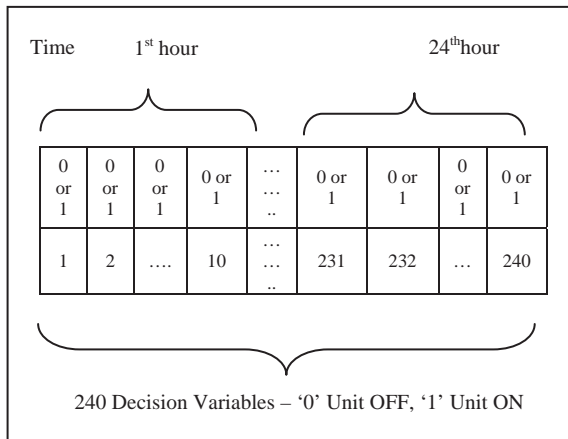 Time 1st hour 24th hour
0 or 1 0 or 1 0 or 1 0 or 1 … … .. 0 or 1 0 or 1 0 or 1 0 or 1
1 2 …. 10 … … .. 231 232 … 240
240 Decision Variables – ‘0’ Unit OFF, ‘1’ Unit ON